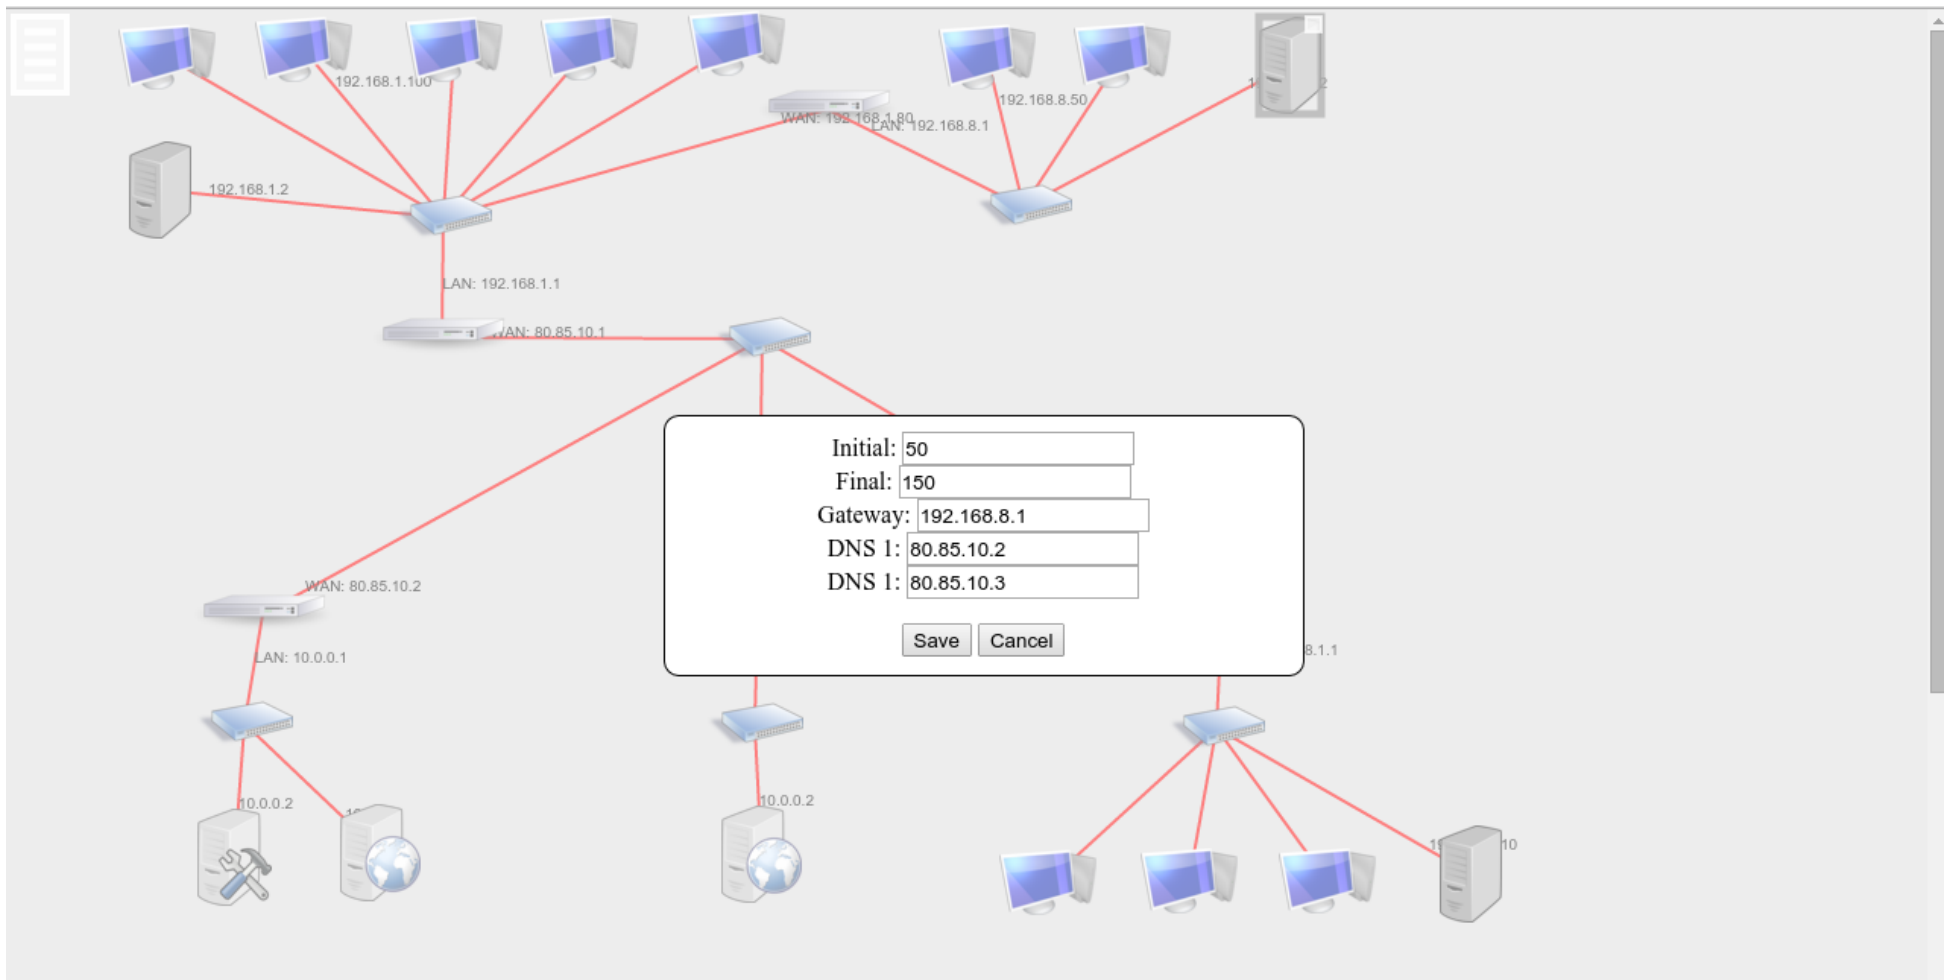 192.168.1.100
192.168.8.50
WAN: 192.168.1.80
LAN: 192.168.8.1
192.168.1.2
LAN: 192.168.1.1
WAN: 80.85.10.1
Initial: 50
Final: 150
Gateway: 192.168.8.1
DNS 1: 80.85.10.2
DNS 1: 80.85.10.3
Save Cancel
WAN: 80.85.10.2
LAN: 10.0.0.1
8.1.1
10.0.0.2
10.0.0.2